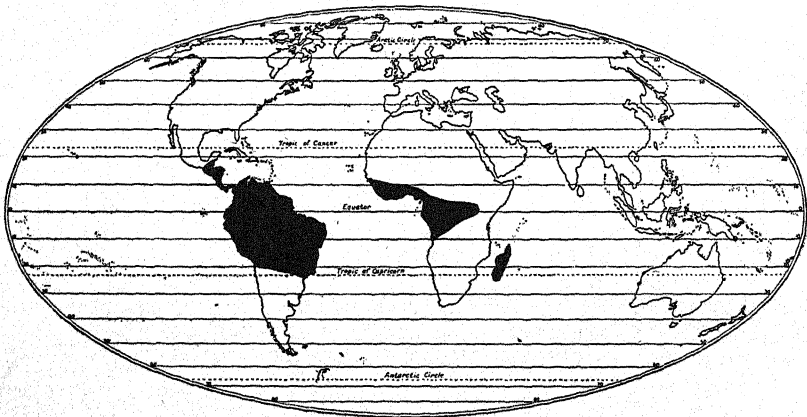 Arctic Circle
Tropic of Cancer
Equator
Tropic of Capricorn
Antarctic Circle